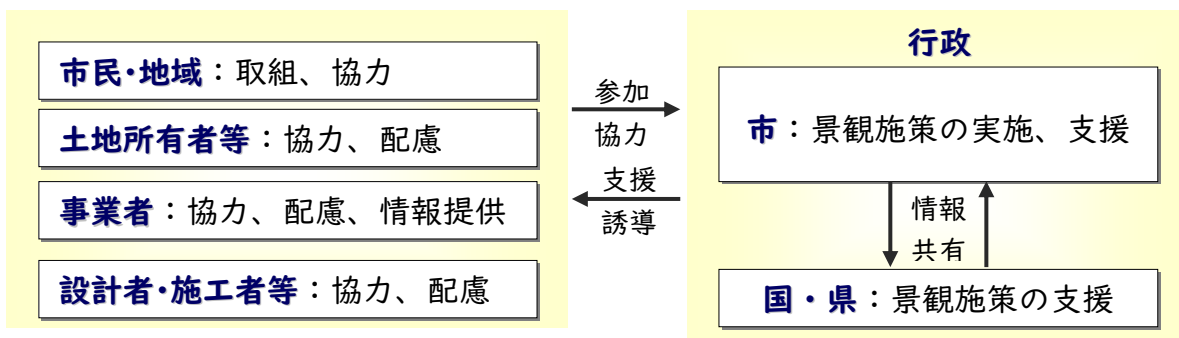 市民・地域：取組、協力
土地所有者等：協力、配慮
事業者：協力、配慮、情報提供
設計者・施工者等：協力、配慮
参加
協力
支援
誘導
行政
市：景観施策の実施、支援
情報
共有
国・県：景観施策の支援